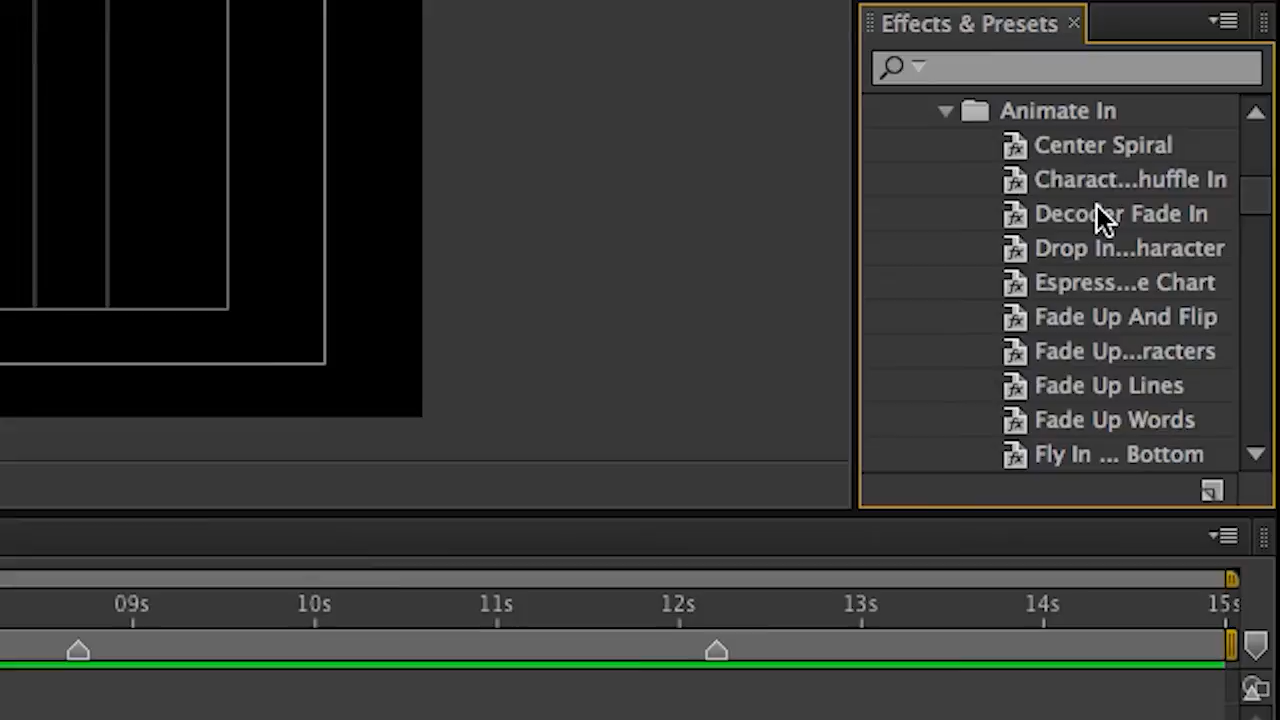 Effects & Presets
Animate In
Center Spiral
Charact...huffle In
Decoder Fade In
Drop In...haracter
Espress...e Chart
Fade Up And Flip
Fade Up...racters
Fade Up Lines
Fade Up Words
Fly In ... Bottom
09s 10s 11s 12s 13s 14s 15s